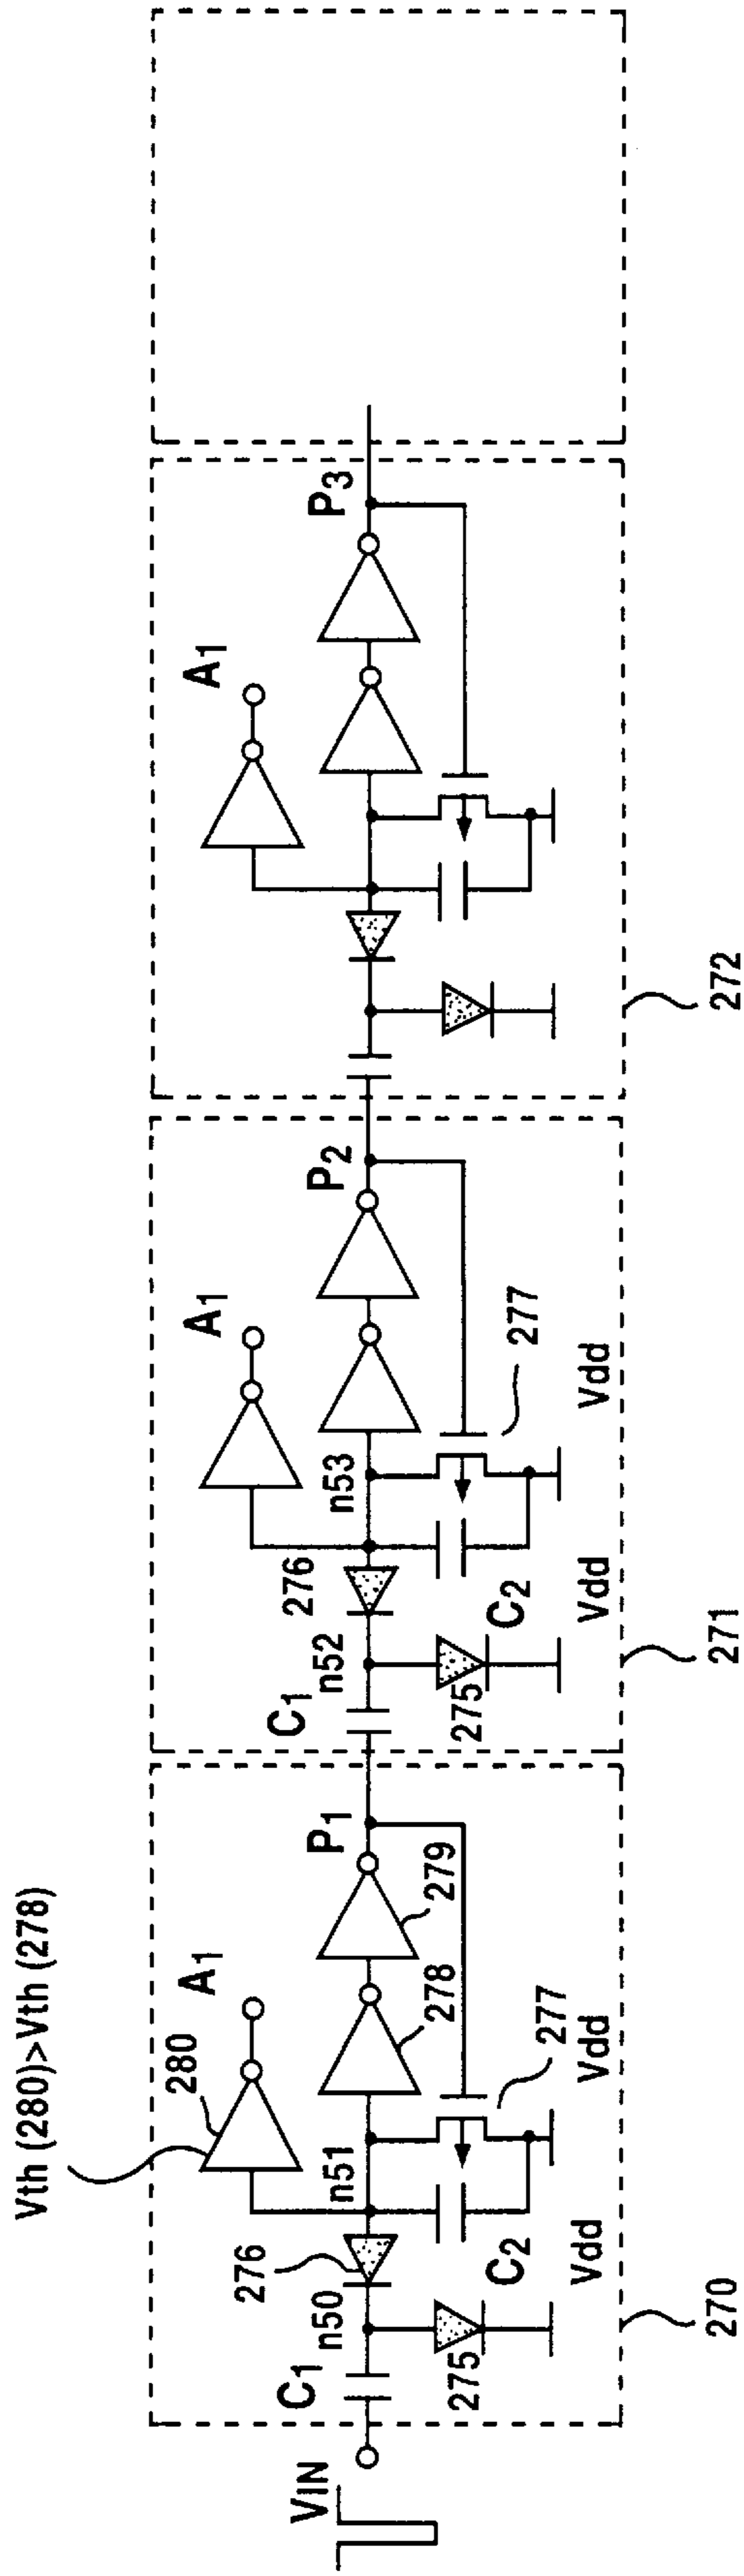 Vth (280)>Vth (278)
VIN
C1
n50
275
276
C2
Vdd
n51
280
A1
278
279
277
Vdd
P1
270
C1
n52
275
276
C2
Vdd
n53
A1
277
Vdd
P2
271
A1
P3
272